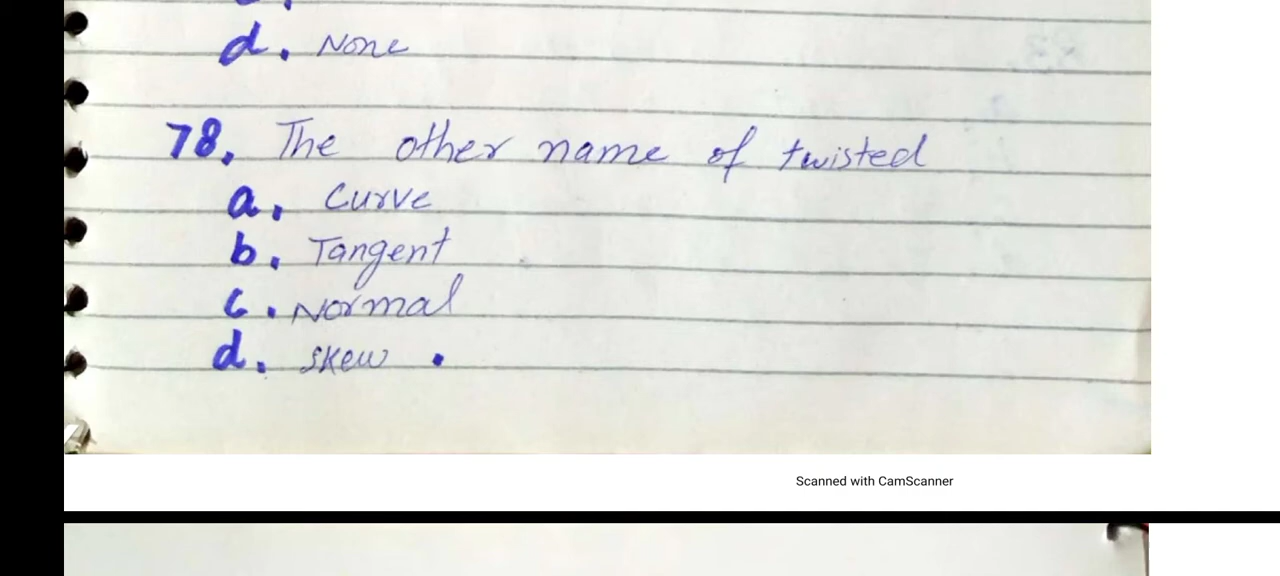 d. None
78. The other name of twisted
a. Curve
b. Tangent
c. Normal
d. Skew .
Scanned with CamScanner